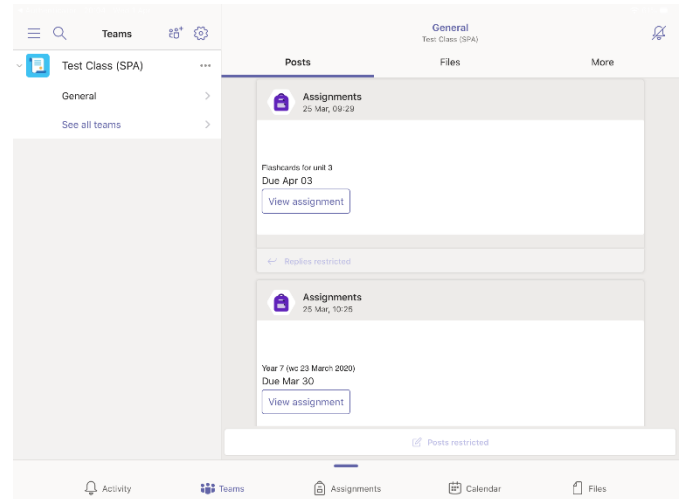 Teams
Test Class (SPA)
...
General
See all teams
General
Test Class (SPA)
Posts
Files
More
Assignments
25 Mar, 09:29
Flashcards for unit 3
Due Apr 03
View assignment
Replies restricted
Assignments
25 Mar, 10:25
Year 7 (wc 23 March 2020)
Due Mar 30
View assignment
Posts restricted
Activity
Teams
Assignments
Calendar
Files